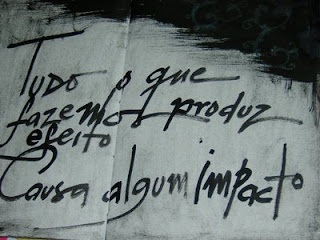 Tudo o que
fazemos produz
efeito
Causa algum impacto